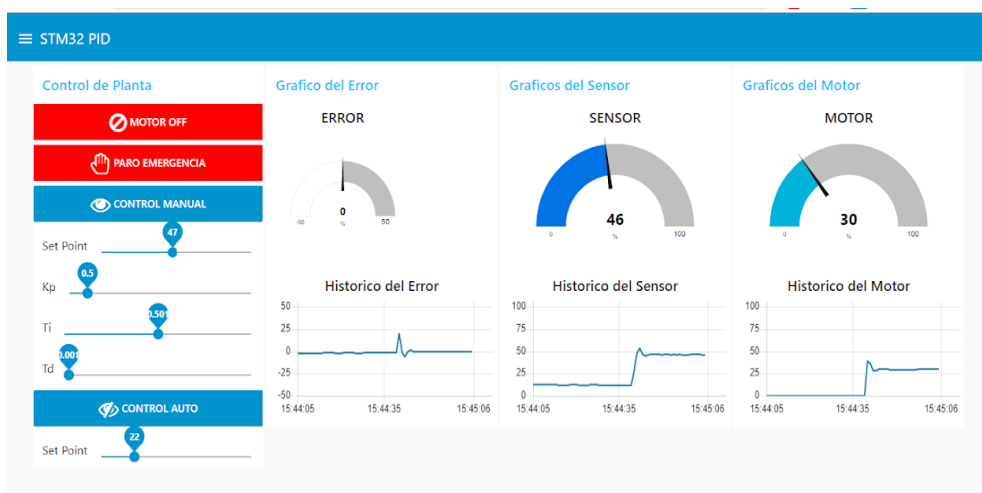 STM32 PID
Control de Planta
MOTOR OFF
PARO EMERGENCIA
CONTROL MANUAL
47
Set Point
0.5
Kp
0.501
Ti
0.001
Td
CONTROL AUTO
22
Set Point
Grafico del Error
ERROR
0
-50 % 50
Historico del Error
50
25
0
-25
-50
15:44:05 15:44:35 15:45:06
Graficos del Sensor
SENSOR
46
0 % 100
Historico del Sensor
100
75
50
25
0
15:44:05 15:44:35 15:45:06
Graficos del Motor
MOTOR
30
0 % 100
Historico del Motor
100
75
50
25
0
15:44:05 15:44:35 15:45:06